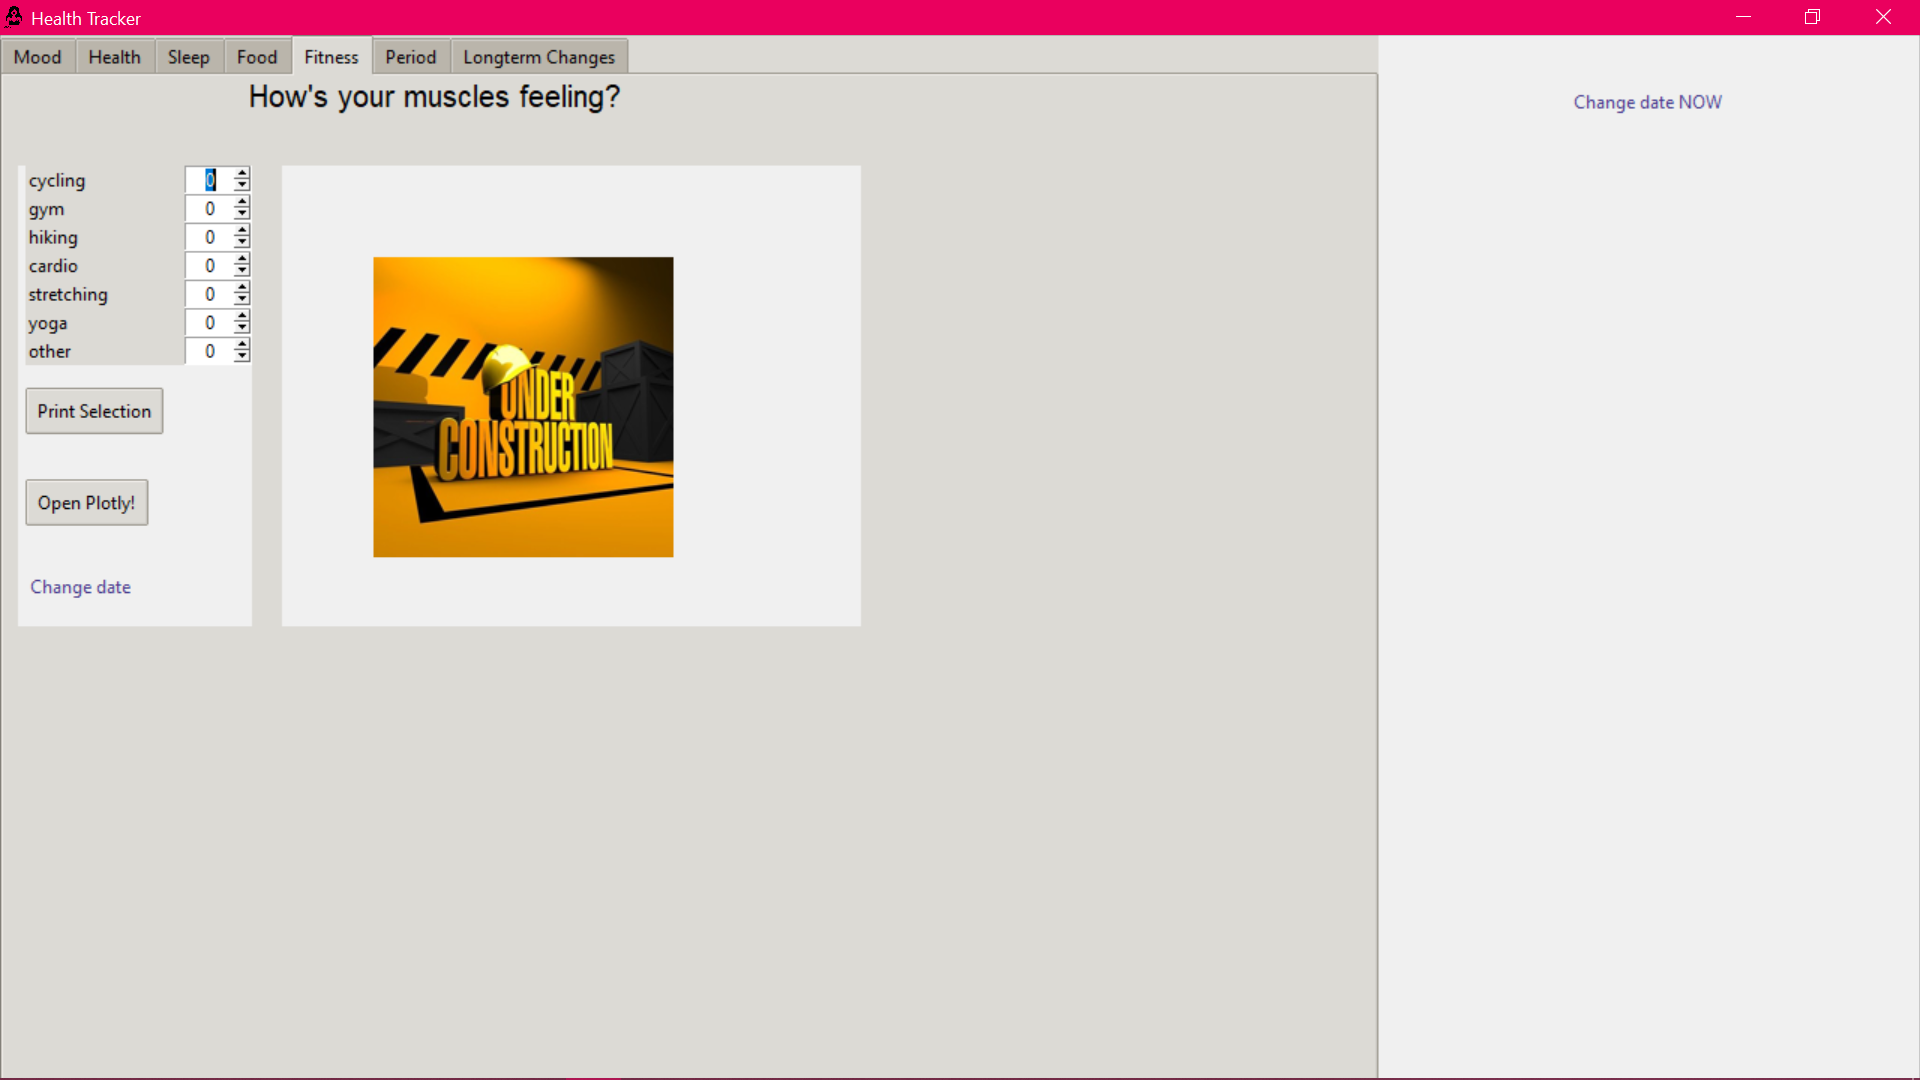 Health Tracker
Mood Health Sleep Food Fitness Period Longterm Changes
How's your muscles feeling?
Change date NOW
cycling 0
gym 0
hiking 0
cardio 0
stretching 0
yoga 0
other 0
Print Selection
Open Plotly!
Change date
UNDER
CONSTRUCTION